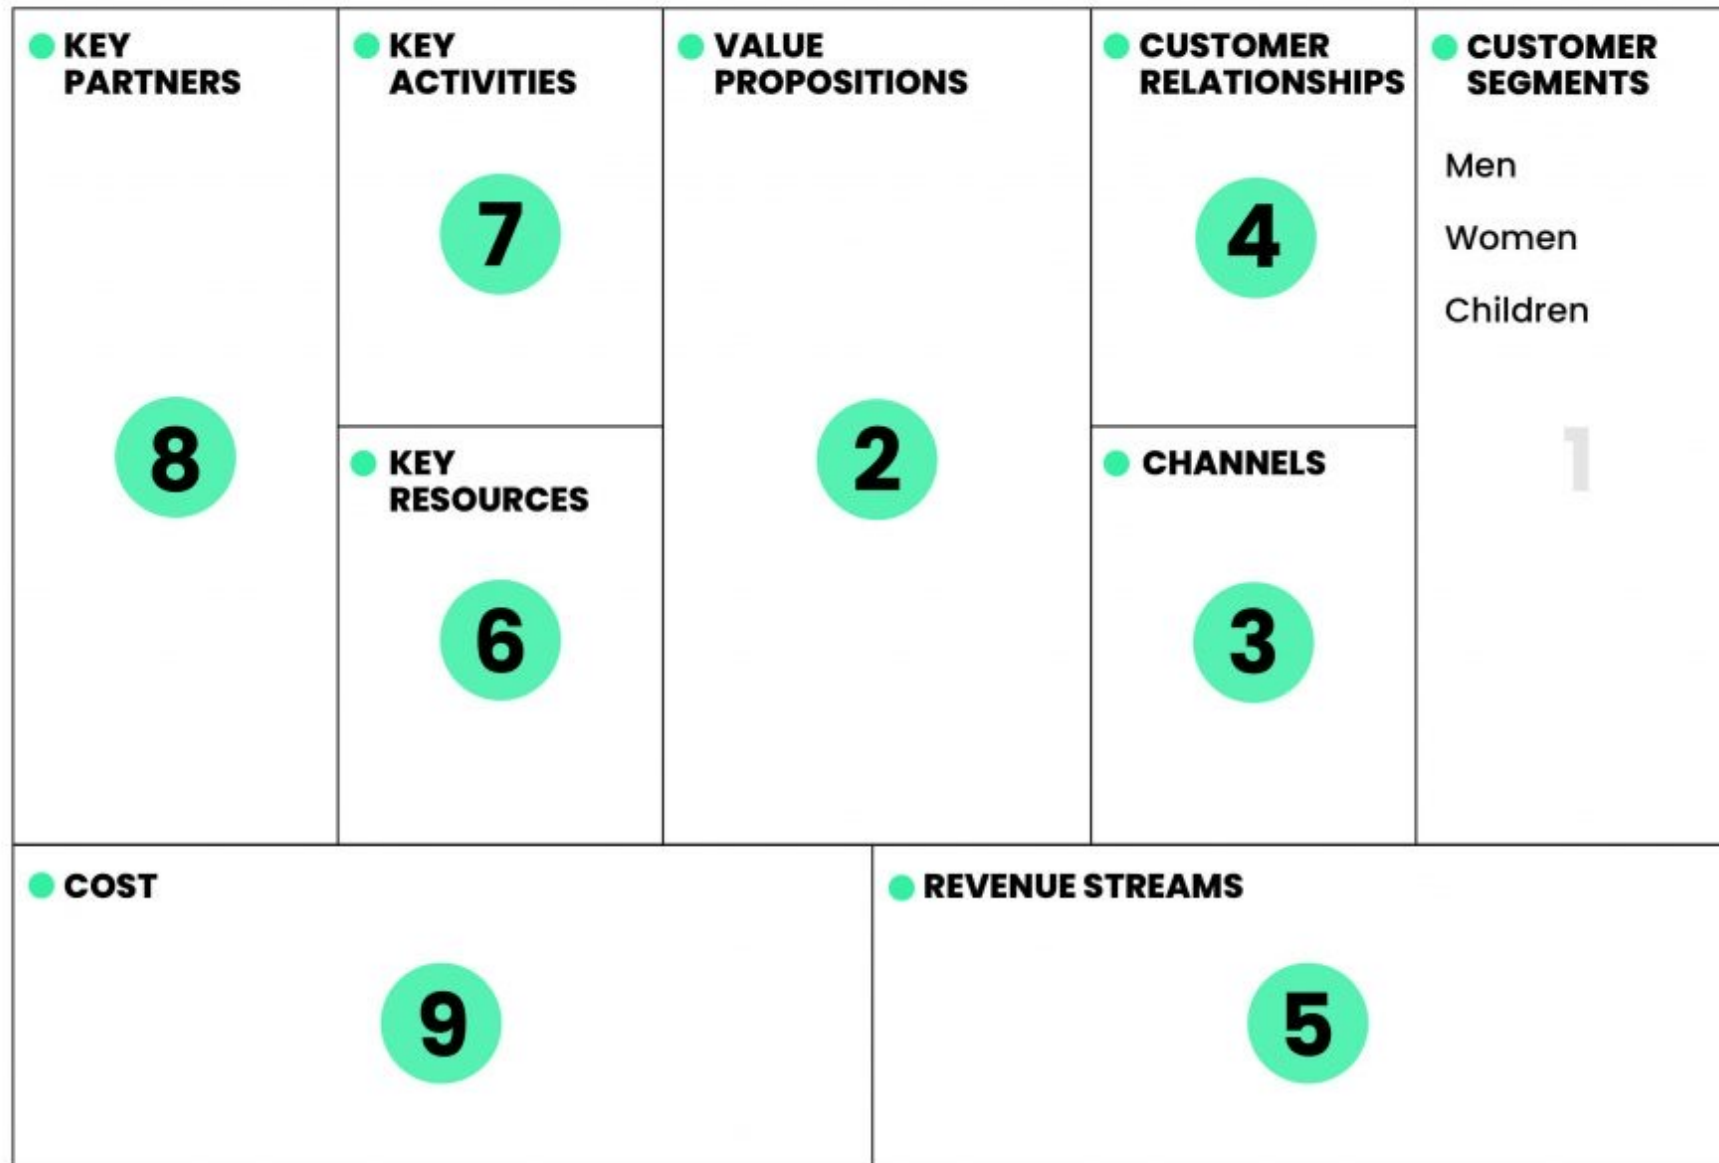 KEY
PARTNERS
8
KEY
ACTIVITIES
7
KEY
RESOURCES
6
VALUE
PROPOSITIONS
2
CUSTOMER
RELATIONSHIPS
4
CHANNELS
3
CUSTOMER
SEGMENTS
Men
Women
Children
1
COST
9
REVENUE STREAMS
5